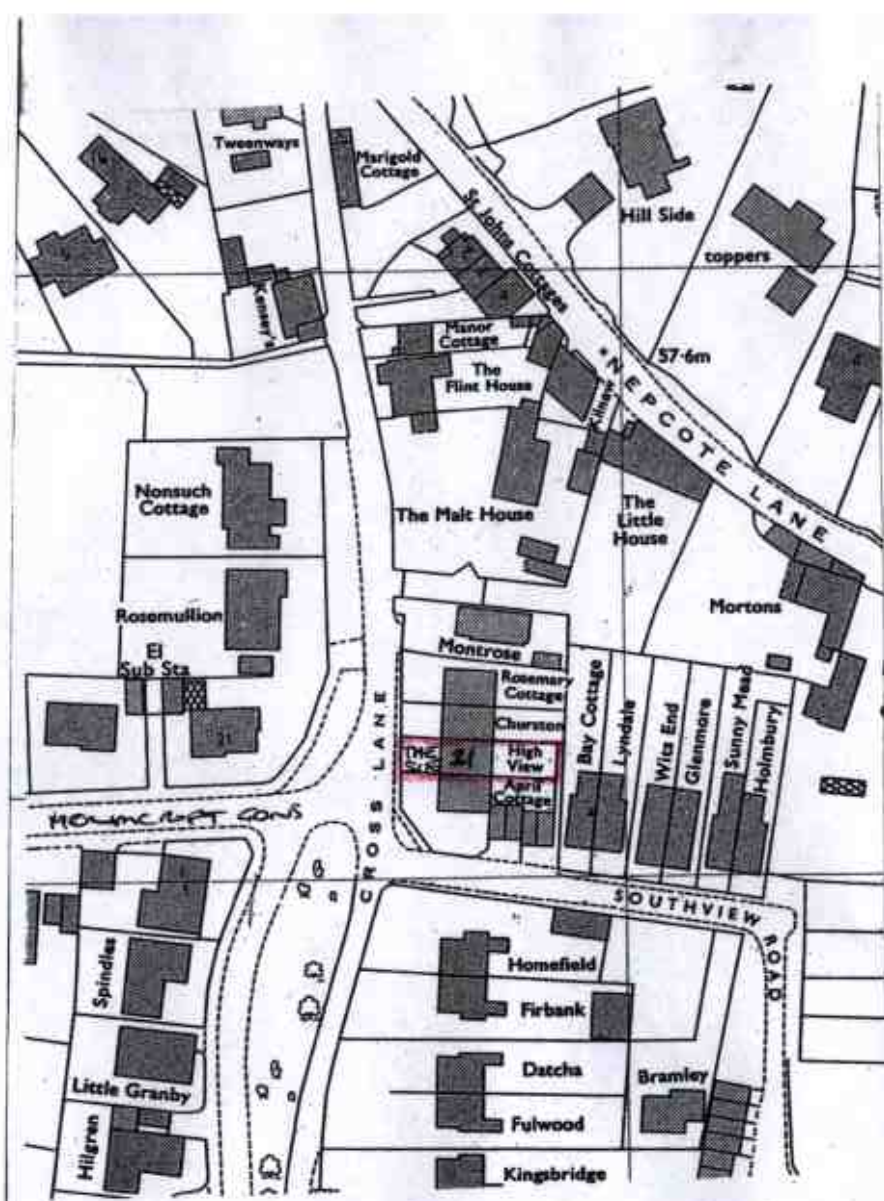 Tweenways
Marigold
Cottage
St Johns Cottages
Hill Side
toppers
Kensey's
Manor
Cottage
The
Flint House
57·6m
NEPCOTE LANE
Nonsuch
Cottage
The Malt House
The
Little
House
Rosemullion
El
Sub Sta
Mortons
Montrose
Rosemary
Cottage
Churston
THE
21
High
View
April
Cottage
Bay Cottage
Lyndale
Witz End
Glenmore
Sunny Mead
Holmbury
CROSS LANE
SOUTHVIEW ROAD
Spindles
Homefield
Firbank
Little Granby
Datcha
Bramley
Hilgren
Fulwood
Kingsbridge